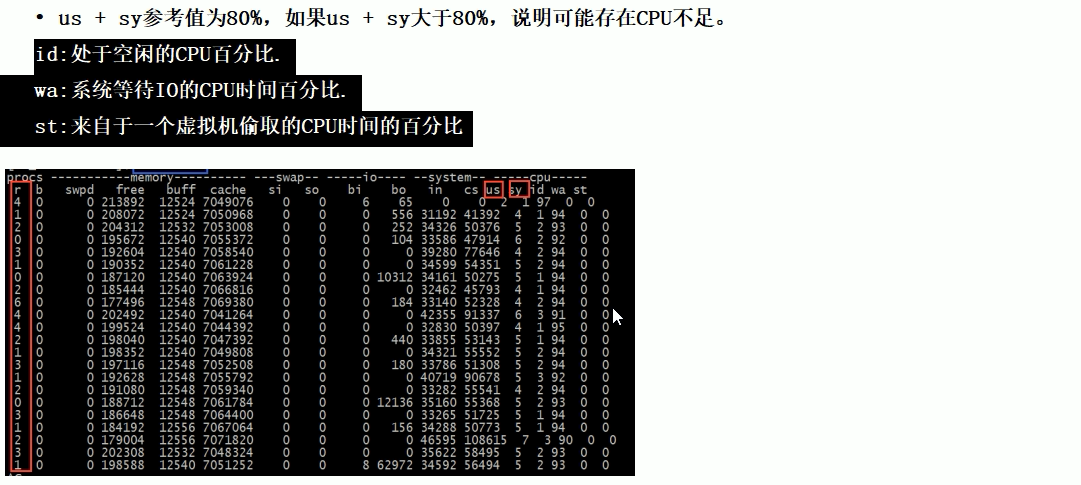 • us + sy参考值为80%，如果us + sy大于80%，说明可能存在CPU不足。
id:处于空闲的CPU百分比.
wa:系统等待IO的CPU时间百分比.
st:来自于一个虚拟机偷取的CPU时间的百分比
procs -----------memory---------- ---swap-- -----io---- --system-- -----cpu-----
r b swpd free buff cache si so bi bo in cs us sy id wa st
4 0 0 213892 12524 7049076 0 0 6 65 0 0 2 1 97 0 0
1 0 0 208072 12524 7050968 0 0 0 556 31192 41392 4 1 94 0 0
2 0 0 204312 12532 7053008 0 0 0 252 34326 50376 5 2 93 0 0
0 0 0 195672 12540 7055372 0 0 0 104 33586 47914 6 2 92 0 0
3 0 0 192604 12540 7058540 0 0 0 0 39280 77646 4 2 94 0 0
1 0 0 190352 12540 7061228 0 0 0 0 34599 54351 5 2 94 0 0
0 0 0 187120 12540 7063924 0 0 0 10312 34161 50275 5 1 94 0 0
2 0 0 185444 12540 7066816 0 0 0 0 32462 45793 4 1 94 0 0
6 0 0 177496 12548 7069380 0 0 0 184 33140 52328 4 2 94 0 0
4 0 0 202492 12540 7041264 0 0 0 0 42355 91337 6 3 91 0 0
4 0 0 199524 12540 7044392 0 0 0 0 32830 50397 4 1 95 0 0
2 0 0 198040 12540 7047392 0 0 0 440 33855 53143 5 1 94 0 0
1 0 0 198352 12540 7049808 0 0 0 0 34321 55552 5 2 94 0 0
3 0 0 197116 12548 7052508 0 0 0 180 33786 51308 5 2 94 0 0
1 0 0 192628 12548 7055792 0 0 0 0 40719 90678 5 3 92 0 0
2 0 0 191080 12548 7059340 0 0 0 0 33282 55541 4 2 94 0 0
0 0 0 188712 12548 7061784 0 0 0 12136 35160 55368 5 2 94 0 0
3 0 0 186648 12548 7064400 0 0 0 0 33265 51725 5 1 94 0 0
1 0 0 184192 12556 7067064 0 0 0 156 34288 50773 5 1 94 0 0
2 0 0 179004 12556 7071820 0 0 0 0 46595 108615 7 3 90 0 0
3 0 0 202308 12532 7048324 0 0 0 0 35622 58495 5 2 93 0 0
1 0 0 198588 12540 7051252 0 0 8 62972 34592 56494 5 2 93 0 0